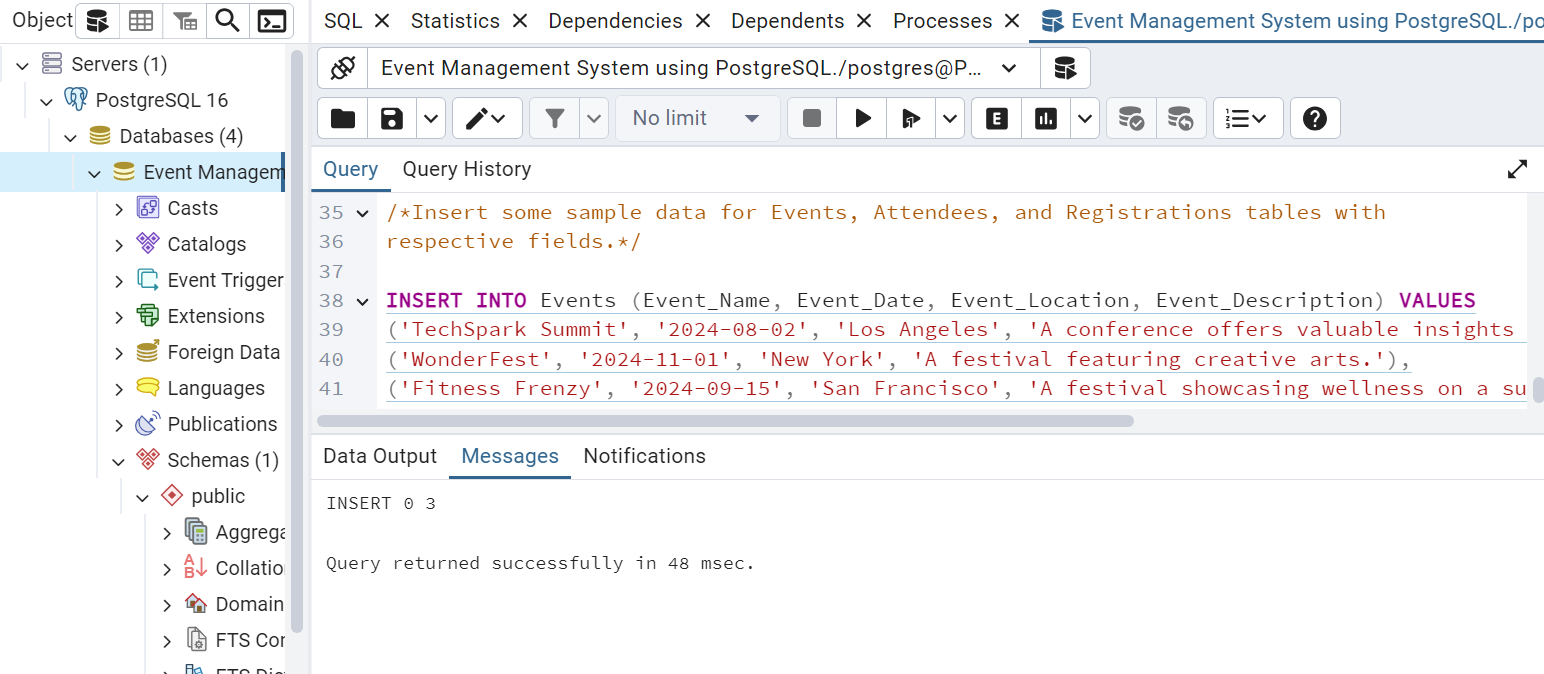 Object
SQL
Statistics
Dependencies
Dependents
Processes
Event Management System using PostgreSQL./po
Servers (1)
PostgreSQL 16
Databases (4)
Event Managem
Casts
Catalogs
Event Trigger
Extensions
Foreign Data
Languages
Publications
Schemas (1)
public
Aggrega
Collatio
Domain
FTS Cor
FTS Dic
Event Management System using PostgreSQL./postgres@P...
No limit
E
Query
Query History
35 /*Insert some sample data for Events, Attendees, and Registrations tables with
36 respective fields.*/
37
38 INSERT INTO Events (Event_Name, Event_Date, Event_Location, Event_Description) VALUES
39 ('TechSpark Summit', '2024-08-02', 'Los Angeles', 'A conference offers valuable insights
40 ('WonderFest', '2024-11-01', 'New York', 'A festival featuring creative arts.'),
41 ('Fitness Frenzy', '2024-09-15', 'San Francisco', 'A festival showcasing wellness on a su
Data Output
Messages
Notifications
INSERT 0 3
Query returned successfully in 48 msec.